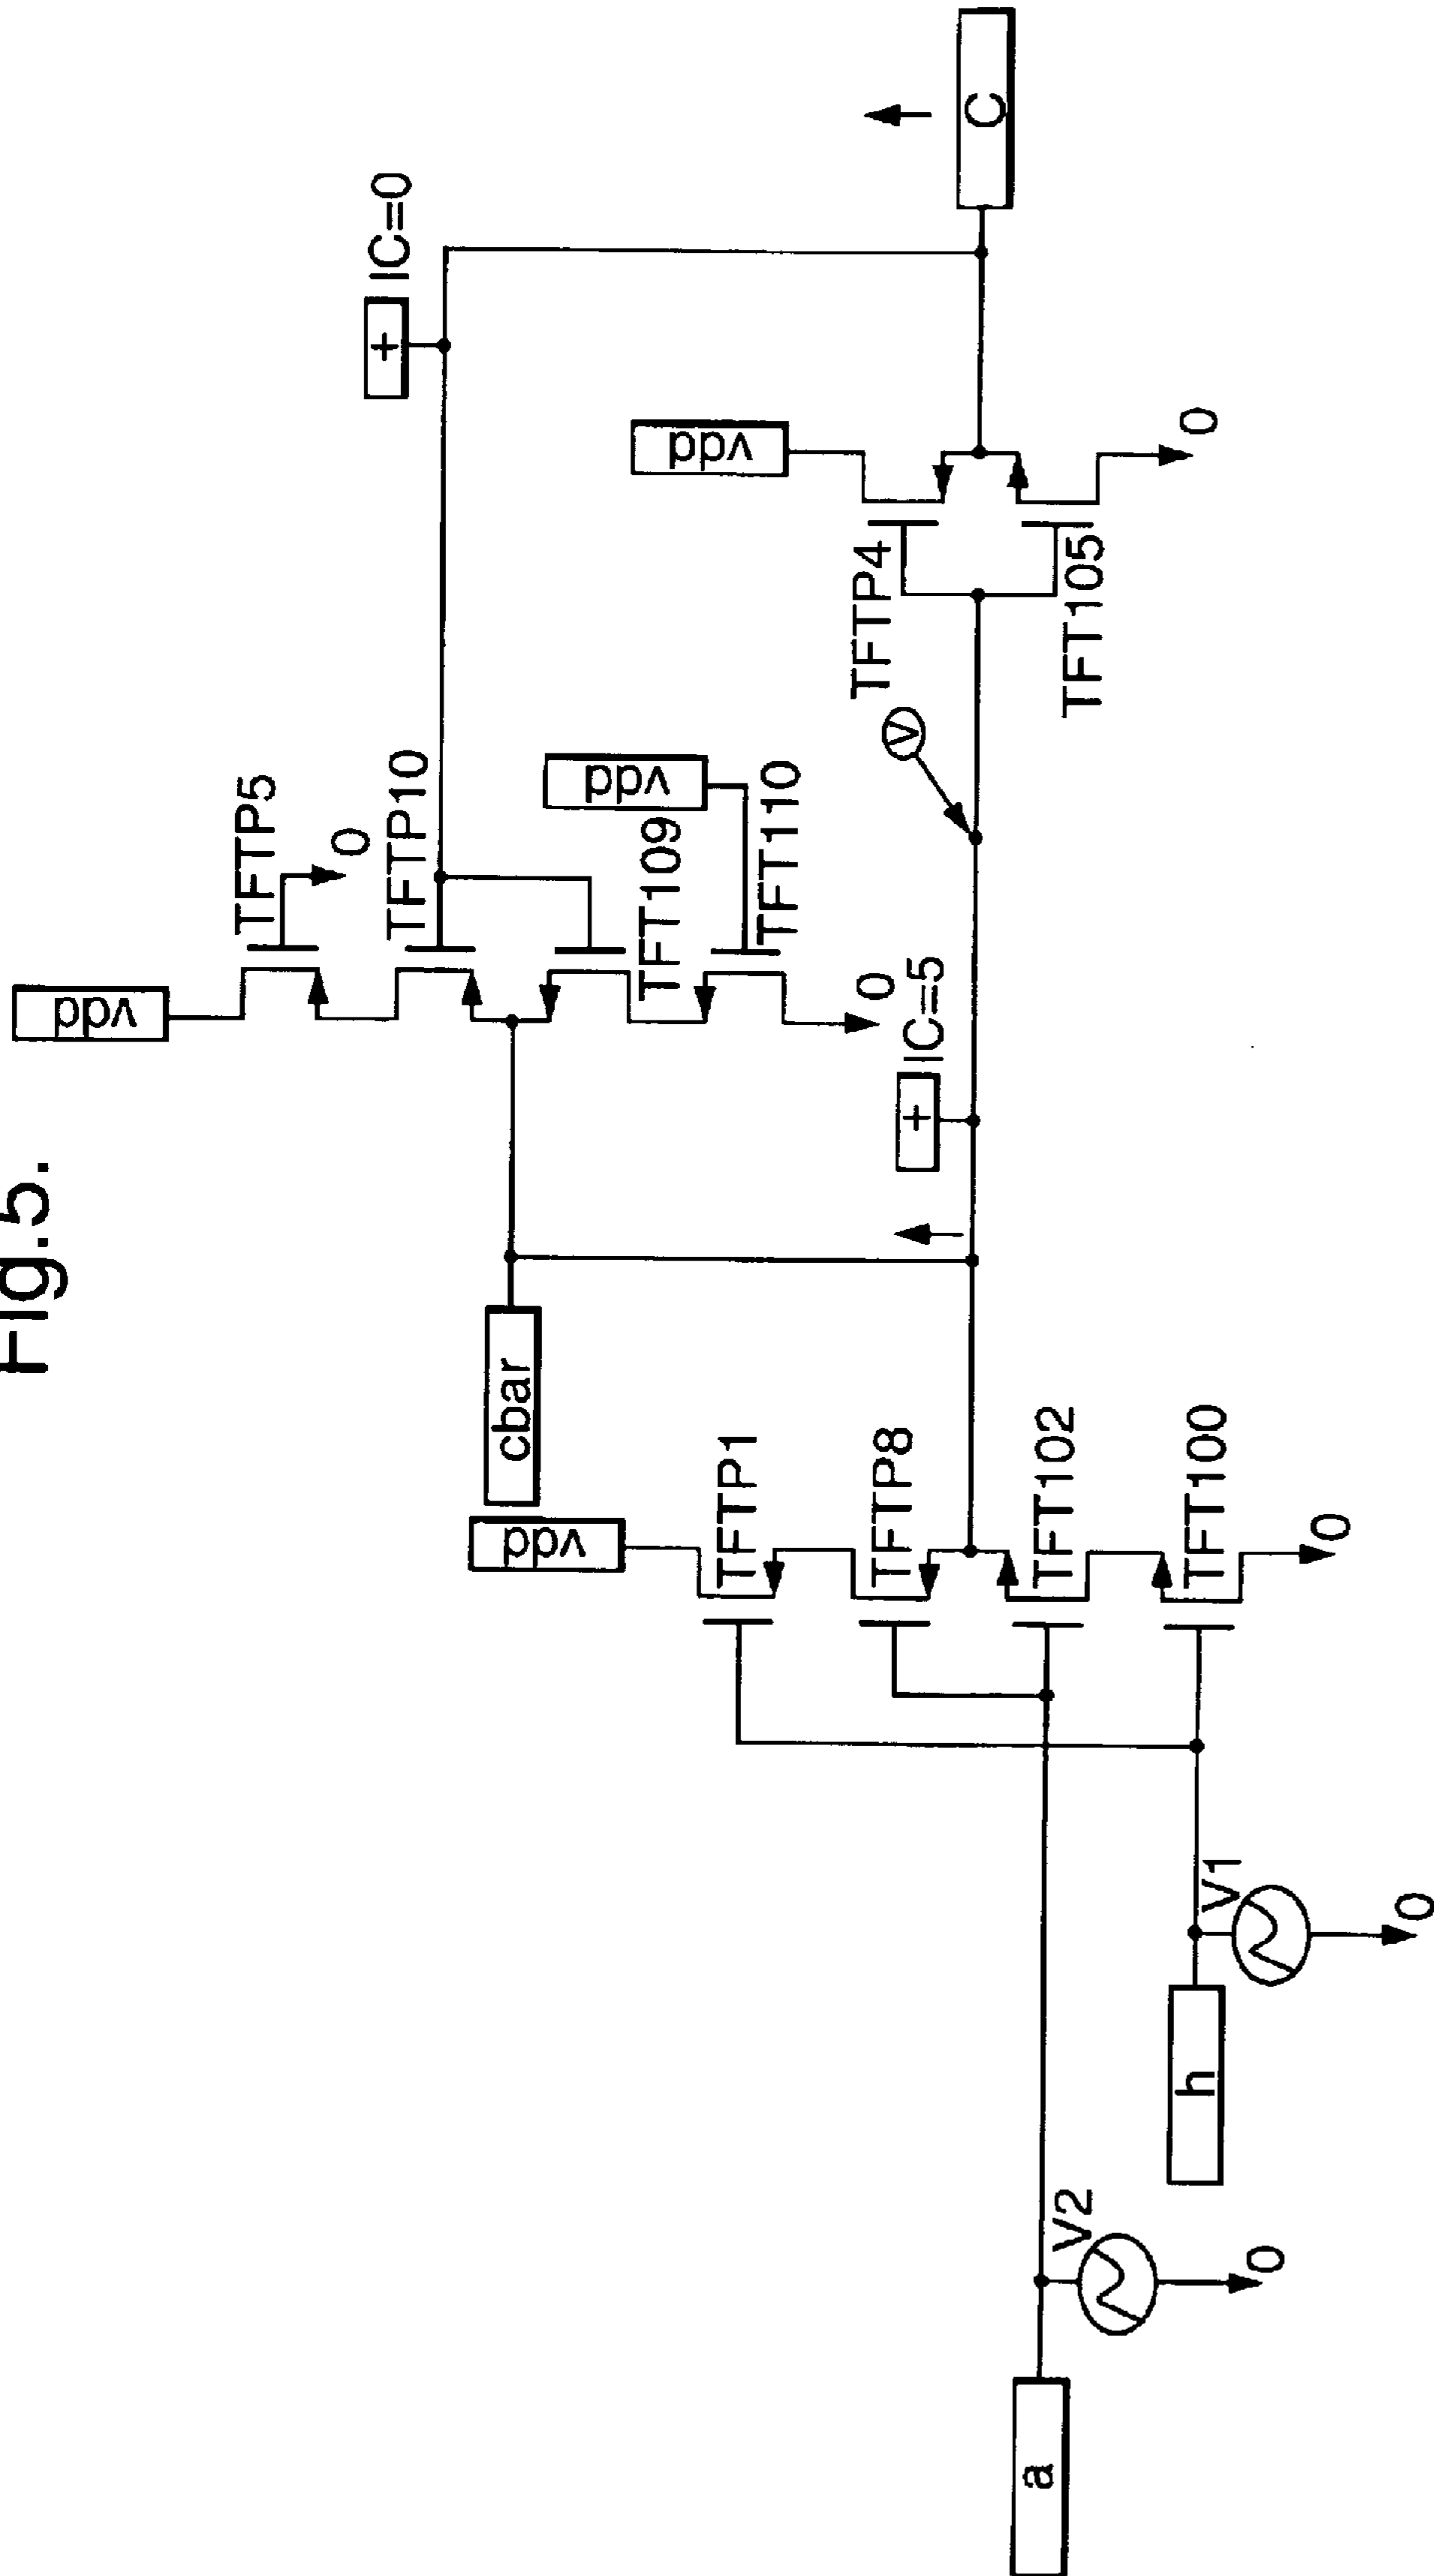 Fig.5.
vdd
TFTP5
0
TFTP10
+
IC=0
vdd
TFT109
TFT110
0
cbar
vdd
TFTP1
TFTP8
TFT102
TFT100
0
+
IC=5
V
vdd
TFTP4
TFT105
0
C
a
V2
0
h
V1
0